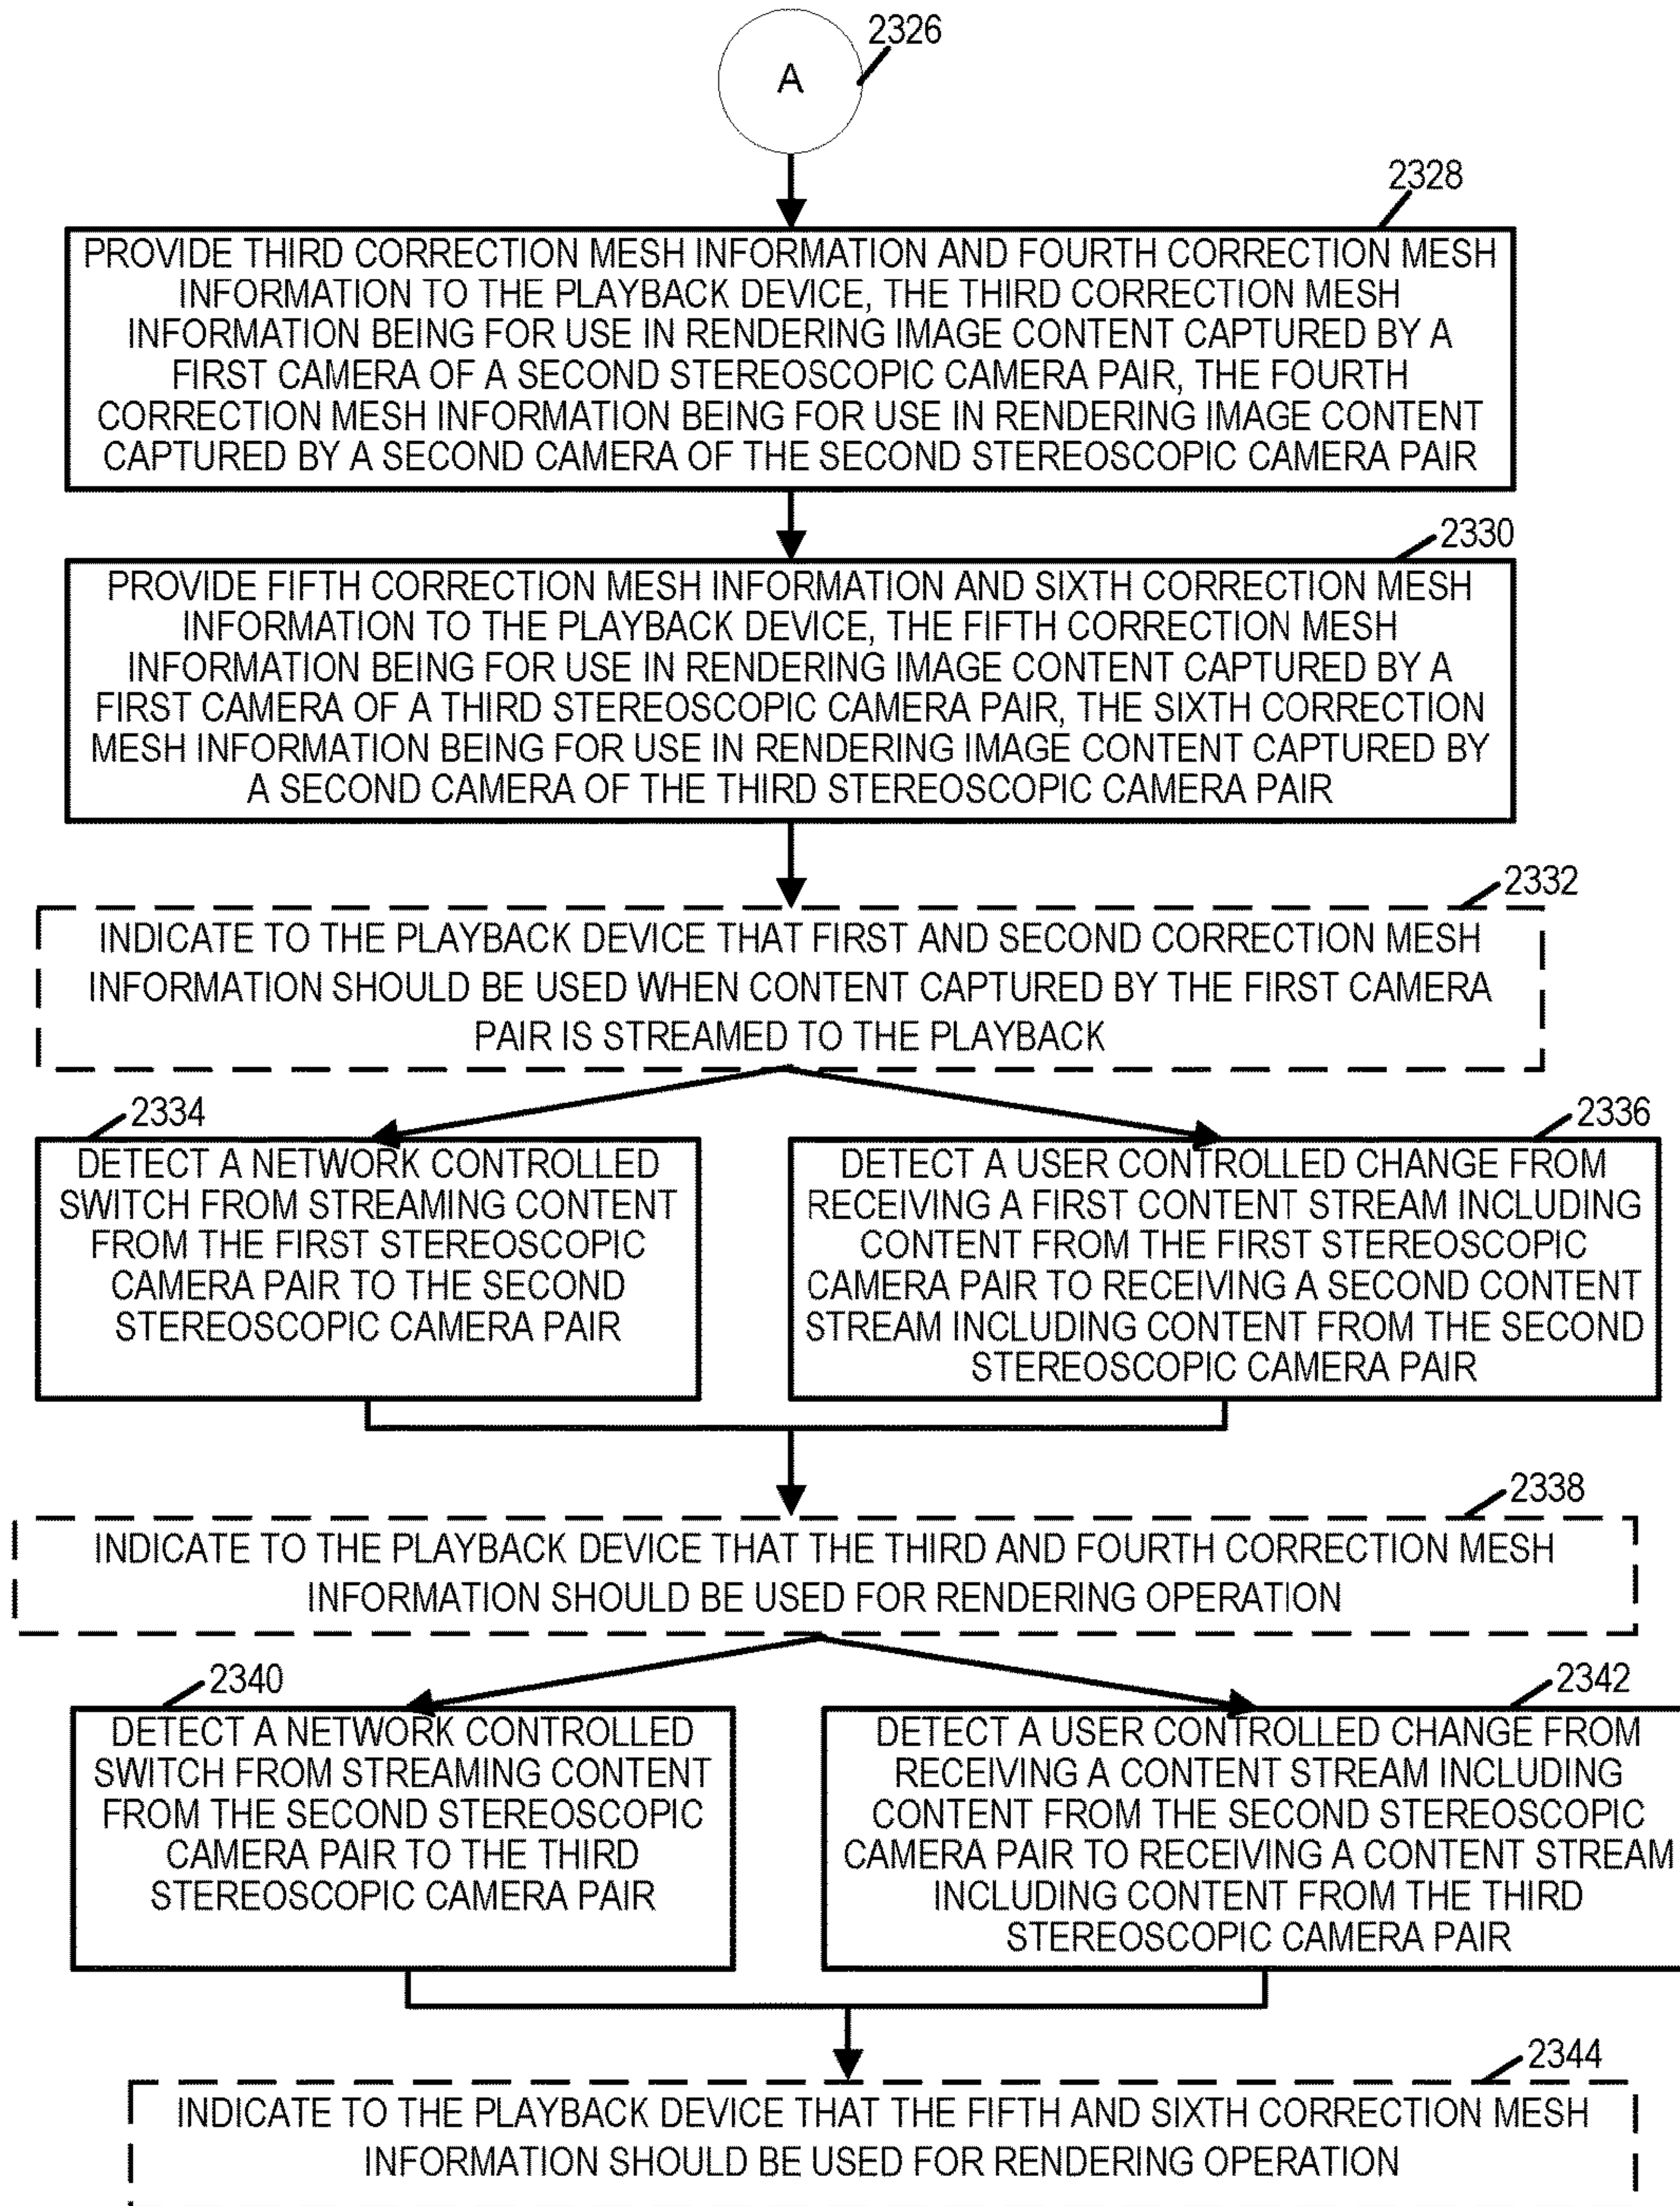 2326
A
2328
PROVIDE THIRD CORRECTION MESH INFORMATION AND FOURTH CORRECTION MESH
INFORMATION TO THE PLAYBACK DEVICE, THE THIRD CORRECTION MESH
INFORMATION BEING FOR USE IN RENDERING IMAGE CONTENT CAPTURED BY A
FIRST CAMERA OF A SECOND STEREOSCOPIC CAMERA PAIR, THE FOURTH
CORRECTION MESH INFORMATION BEING FOR USE IN RENDERING IMAGE CONTENT
CAPTURED BY A SECOND CAMERA OF THE SECOND STEREOSCOPIC CAMERA PAIR
2330
PROVIDE FIFTH CORRECTION MESH INFORMATION AND SIXTH CORRECTION MESH
INFORMATION TO THE PLAYBACK DEVICE, THE FIFTH CORRECTION MESH
INFORMATION BEING FOR USE IN RENDERING IMAGE CONTENT CAPTURED BY A
FIRST CAMERA OF A THIRD STEREOSCOPIC CAMERA PAIR, THE SIXTH CORRECTION
MESH INFORMATION BEING FOR USE IN RENDERING IMAGE CONTENT CAPTURED BY
A SECOND CAMERA OF THE THIRD STEREOSCOPIC CAMERA PAIR
2332
INDICATE TO THE PLAYBACK DEVICE THAT FIRST AND SECOND CORRECTION MESH
INFORMATION SHOULD BE USED WHEN CONTENT CAPTURED BY THE FIRST CAMERA
PAIR IS STREAMED TO THE PLAYBACK
2334
DETECT A NETWORK CONTROLLED
SWITCH FROM STREAMING CONTENT
FROM THE FIRST STEREOSCOPIC
CAMERA PAIR TO THE SECOND
STEREOSCOPIC CAMERA PAIR
2336
DETECT A USER CONTROLLED CHANGE FROM
RECEIVING A FIRST CONTENT STREAM INCLUDING
CONTENT FROM THE FIRST STEREOSCOPIC
CAMERA PAIR TO RECEIVING A SECOND CONTENT
STREAM INCLUDING CONTENT FROM THE SECOND
STEREOSCOPIC CAMERA PAIR
2338
INDICATE TO THE PLAYBACK DEVICE THAT THE THIRD AND FOURTH CORRECTION MESH
INFORMATION SHOULD BE USED FOR RENDERING OPERATION
2340
DETECT A NETWORK CONTROLLED
SWITCH FROM STREAMING CONTENT
FROM THE SECOND STEREOSCOPIC
CAMERA PAIR TO THE THIRD
STEREOSCOPIC CAMERA PAIR
2342
DETECT A USER CONTROLLED CHANGE FROM
RECEIVING A CONTENT STREAM INCLUDING
CONTENT FROM THE SECOND STEREOSCOPIC
CAMERA PAIR TO RECEIVING A CONTENT STREAM
INCLUDING CONTENT FROM THE THIRD
STEREOSCOPIC CAMERA PAIR
2344
INDICATE TO THE PLAYBACK DEVICE THAT THE FIFTH AND SIXTH CORRECTION MESH
INFORMATION SHOULD BE USED FOR RENDERING OPERATION